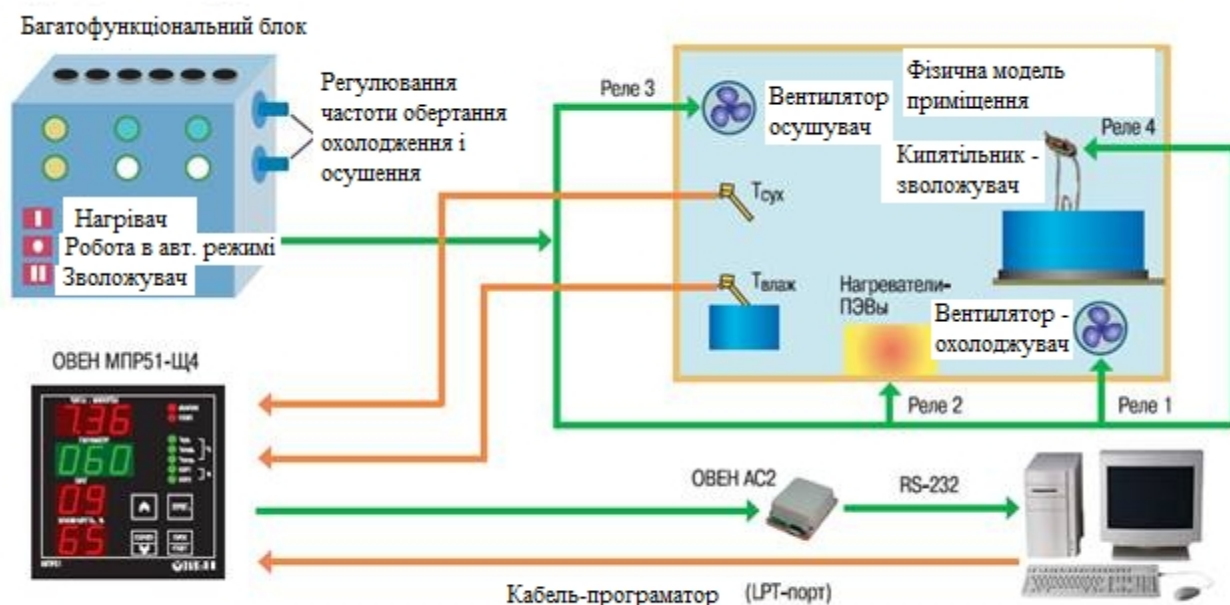 Багатофункціональний блок
Регулювання
частоти обертання
охолодження і
осушення
Нагрівач
Робота в авт. режимі
Зволожувач
Реле 3
Вентилятор
осушувач
Фізична модель
приміщення
Реле 4
Кипятільник -
зволожувач
Тсух
Твлаж
Нагреватели-
ПЭВы
Вентилятор -
охолоджувач
Реле 2
Реле 1
ОВЕН МПР51-Щ4
7.36
060
09
65
ОВЕН АС2
RS-232
Кабель-програматор (LPT-порт)